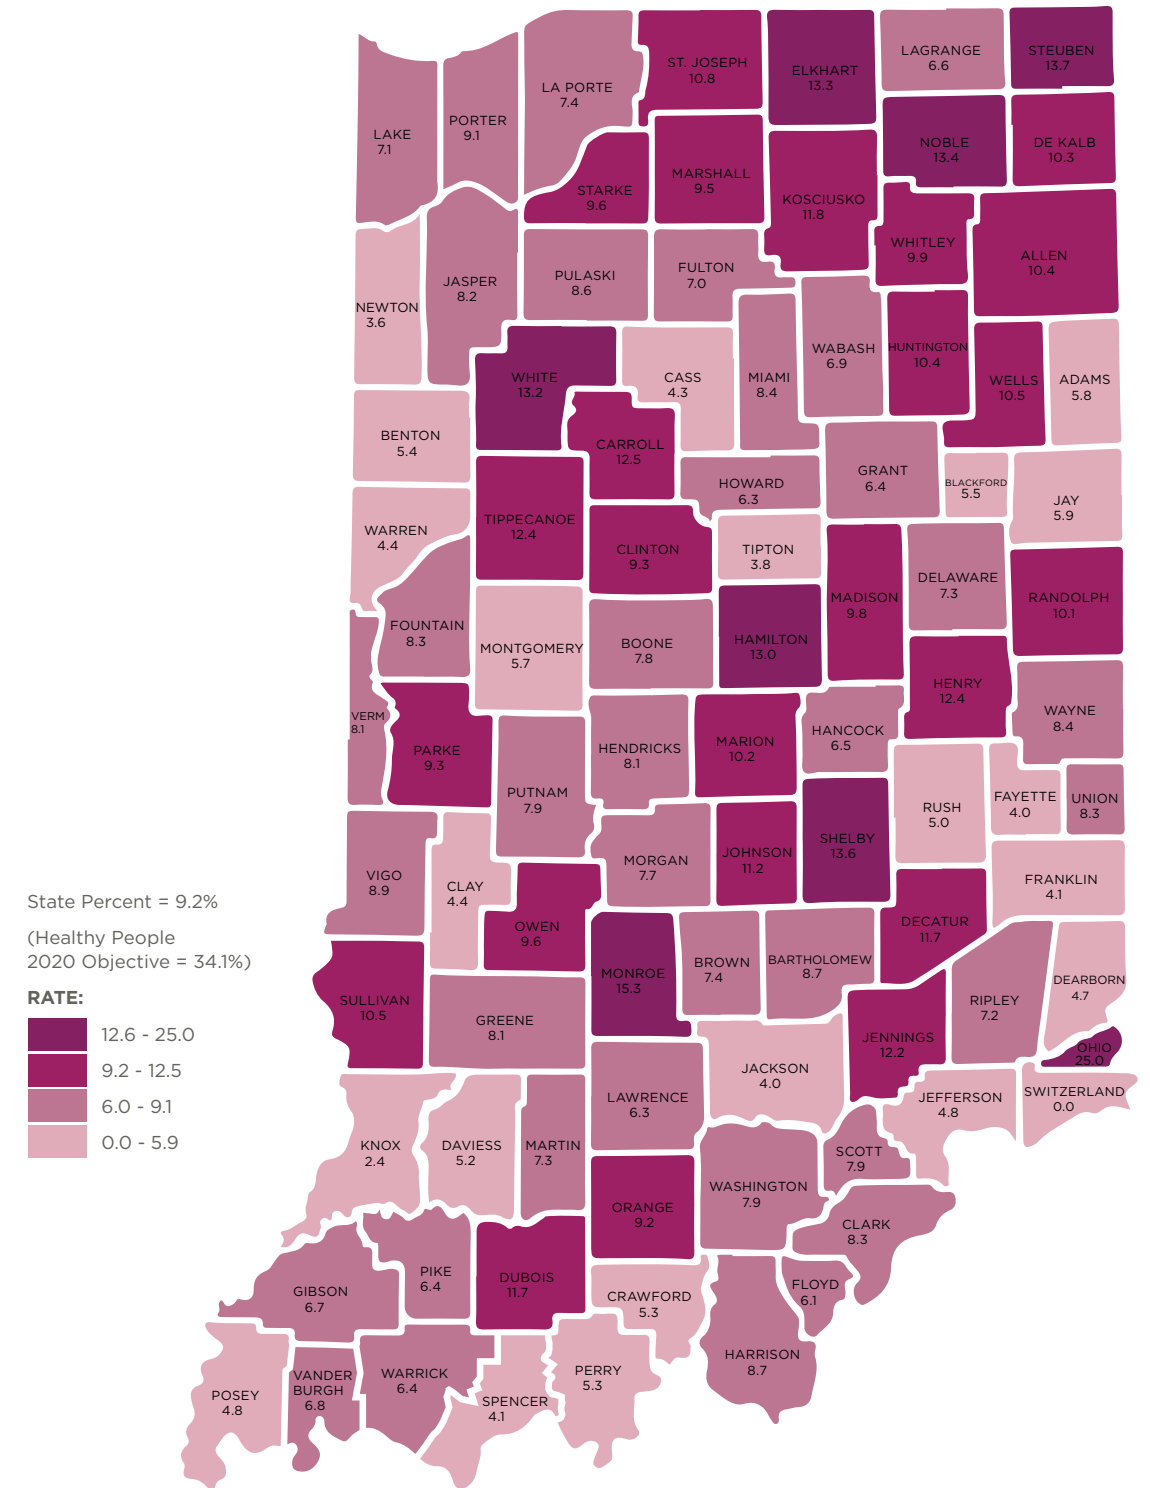 LAGRANGE
6.6
STEUBEN
13.7
ST. JOSEPH
10.8
ELKHART
13.3
LA PORTE
7.4
PORTER
9.1
LAKE
7.1
NOBLE
13.4
DE KALB
10.3
STARKE
9.6
MARSHALL
9.5
KOSCIUSKO
11.8
WHITLEY
9.9
ALLEN
10.4
JASPER
8.2
PULASKI
8.6
FULTON
7.0
NEWTON
3.6
WHITE
13.2
CASS
4.3
MIAMI
8.4
WABASH
6.9
HUNTINGTON
10.4
WELLS
10.5
ADAMS
5.8
BENTON
5.4
CARROLL
12.5
HOWARD
6.3
GRANT
6.4
BLACKFORD
5.5
JAY
5.9
WARREN
4.4
TIPPECANOE
12.4
CLINTON
9.3
TIPTON
3.8
MADISON
9.8
DELAWARE
7.3
RANDOLPH
10.1
FOUNTAIN
8.3
MONTGOMERY
5.7
BOONE
7.8
HAMILTON
13.0
HENRY
12.4
WAYNE
8.4
VERM
8.1
PARKE
9.3
HENDRICKS
8.1
MARION
10.2
HANCOCK
6.5
PUTNAM
7.9
RUSH
5.0
FAYETTE
4.0
UNION
8.3
VIGO
8.9
CLAY
4.4
MORGAN
7.7
JOHNSON
11.2
SHELBY
13.6
FRANKLIN
4.1
OWEN
9.6
DECATUR
11.7
SULLIVAN
10.5
MONROE
15.3
BROWN
7.4
BARTHOLOMEW
8.7
RIPLEY
7.2
DEARBORN
4.7
GREENE
8.1
JENNINGS
12.2
OHIO
25.0
JACKSON
4.0
LAWRENCE
6.3
JEFFERSON
4.8
SWITZERLAND
0.0
KNOX
2.4
DAVIESS
5.2
MARTIN
7.3
SCOTT
7.9
ORANGE
9.2
WASHINGTON
7.9
CLARK
8.3
GIBSON
6.7
PIKE
6.4
DUBOIS
11.7
CRAWFORD
5.3
FLOYD
6.1
HARRISON
8.7
POSEY
4.8
VANDER
BURGH
6.8
WARRICK
6.4
SPENCER
4.1
PERRY
5.3
State Percent = 9.2%
(Healthy People
2020 Objective = 34.1%)
RATE:
12.6 - 25.0
9.2 - 12.5
6.0 - 9.1
0.0 - 5.9